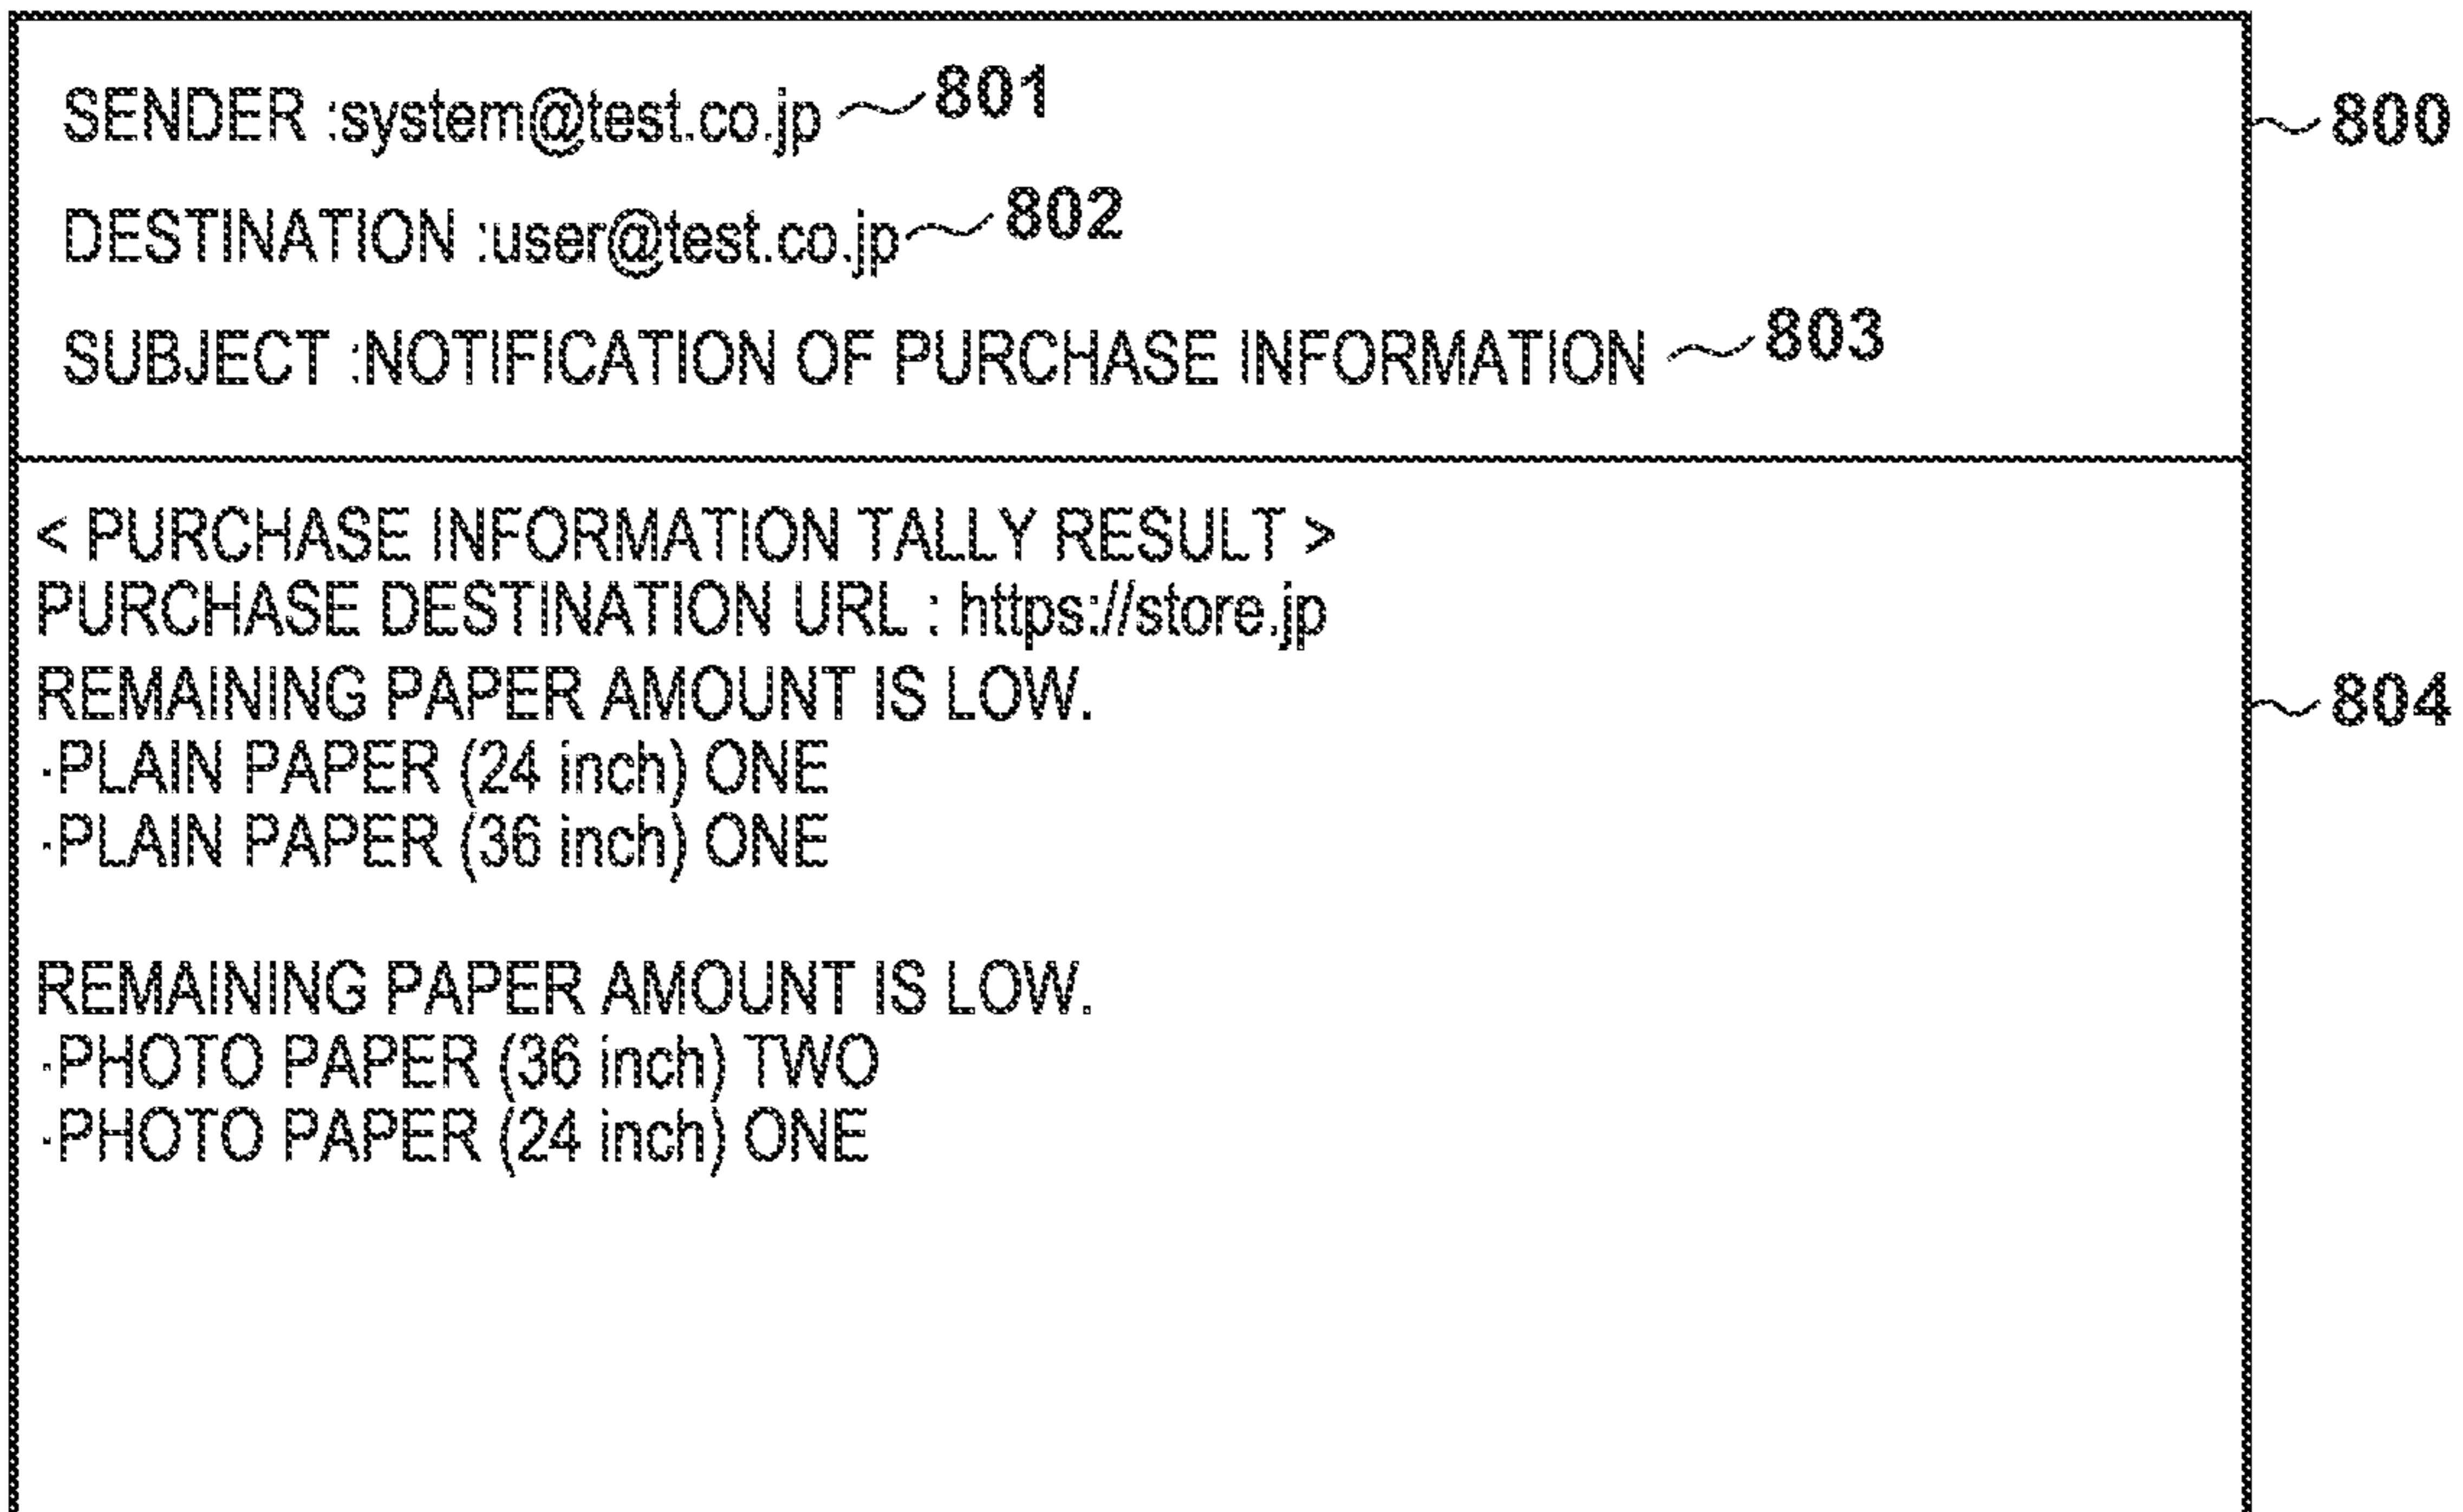 SENDER :system@test.co.jp 801
800
DESTINATION :user@test.co.jp 802
SUBJECT :NOTIFICATION OF PURCHASE INFORMATION 803
< PURCHASE INFORMATION TALLY RESULT >
PURCHASE DESTINATION URL : https://store.jp
REMAINING PAPER AMOUNT IS LOW.
804
·PLAIN PAPER (24 inch) ONE
·PLAIN PAPER (36 inch) ONE
REMAINING PAPER AMOUNT IS LOW.
·PHOTO PAPER (36 inch) TWO
·PHOTO PAPER (24 inch) ONE